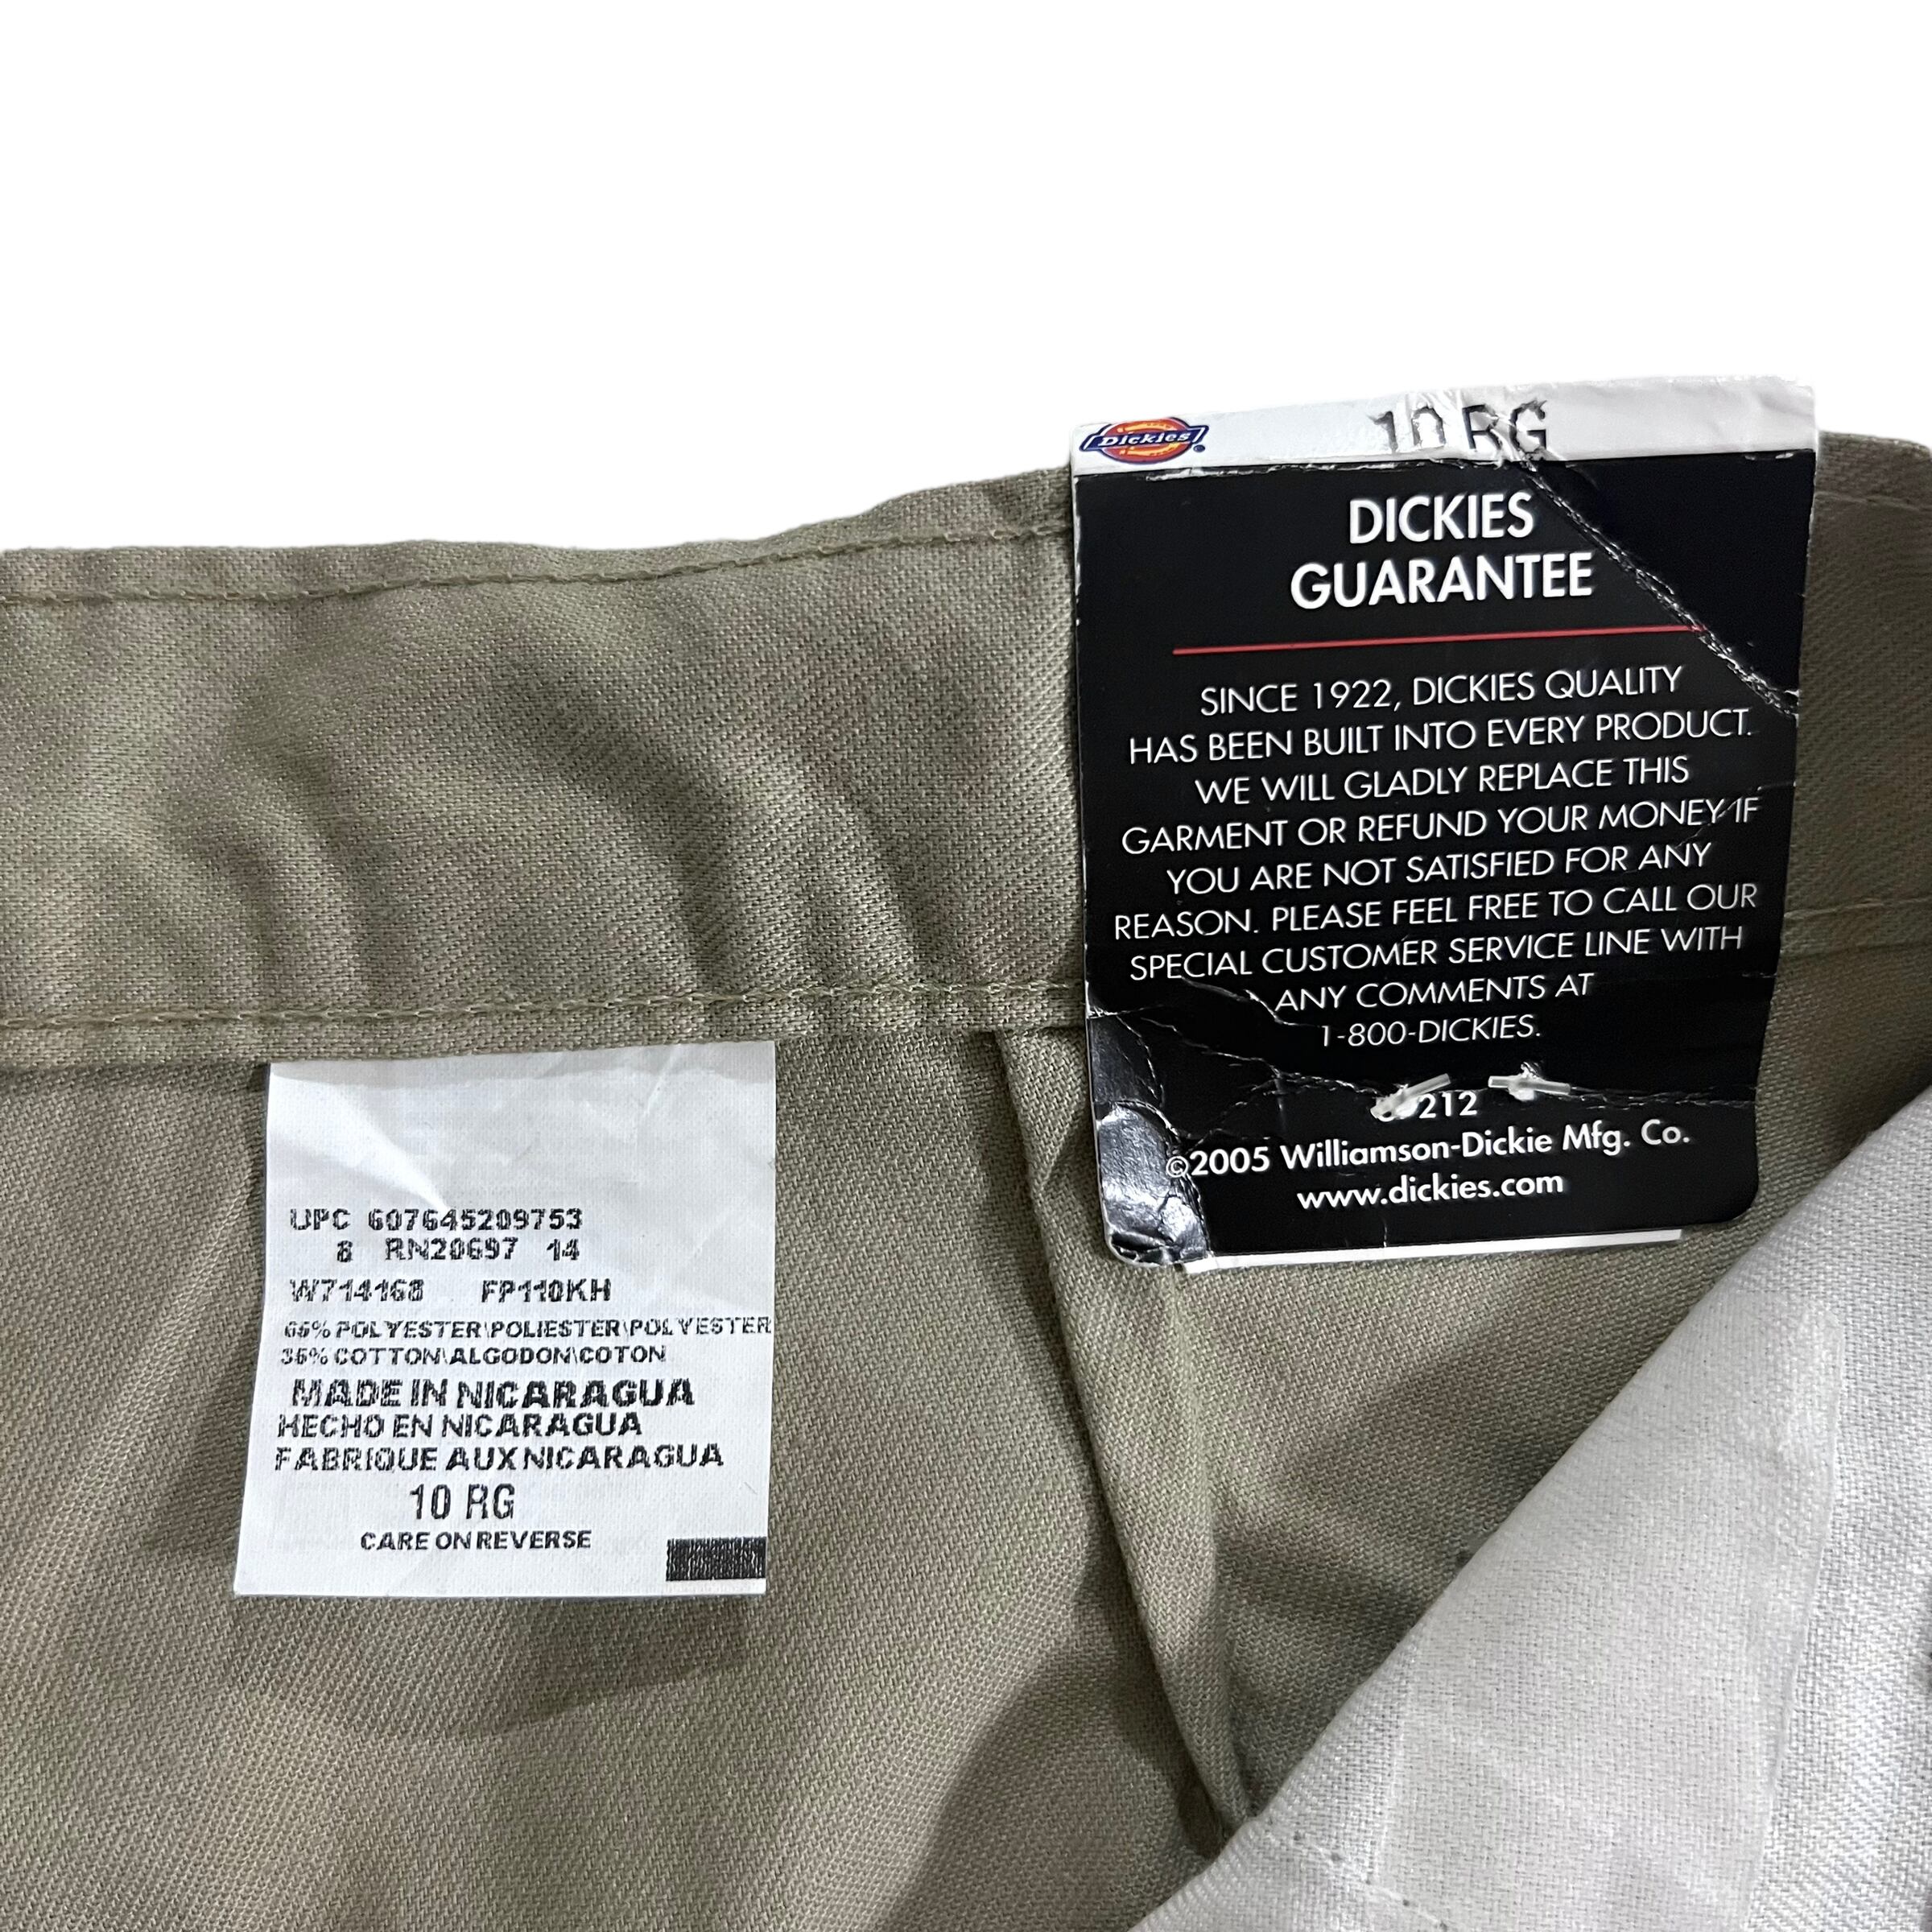 UPC 607645209753
8 RN20697 14
W714168 FP110KH
65% POLYESTER\POLIESTER\POLYESTER
35% COTTON\ALGODON\COTON
MADE IN NICARAGUA
HECHO EN NICARAGUA
FABRIQUE AUX NICARAGUA
10 RG
CARE ON REVERSE
Dickies®
10 RG
DICKIES
GUARANTEE
SINCE 1922, DICKIES QUALITY
HAS BEEN BUILT INTO EVERY PRODUCT.
WE WILL GLADLY REPLACE THIS
GARMENT OR REFUND YOUR MONEY IF
YOU ARE NOT SATISFIED FOR ANY
REASON. PLEASE FEEL FREE TO CALL OUR
SPECIAL CUSTOMER SERVICE LINE WITH
ANY COMMENTS AT
1-800-DICKIES.
©2005 Williamson-Dickie Mfg. Co.
www.dickies.com